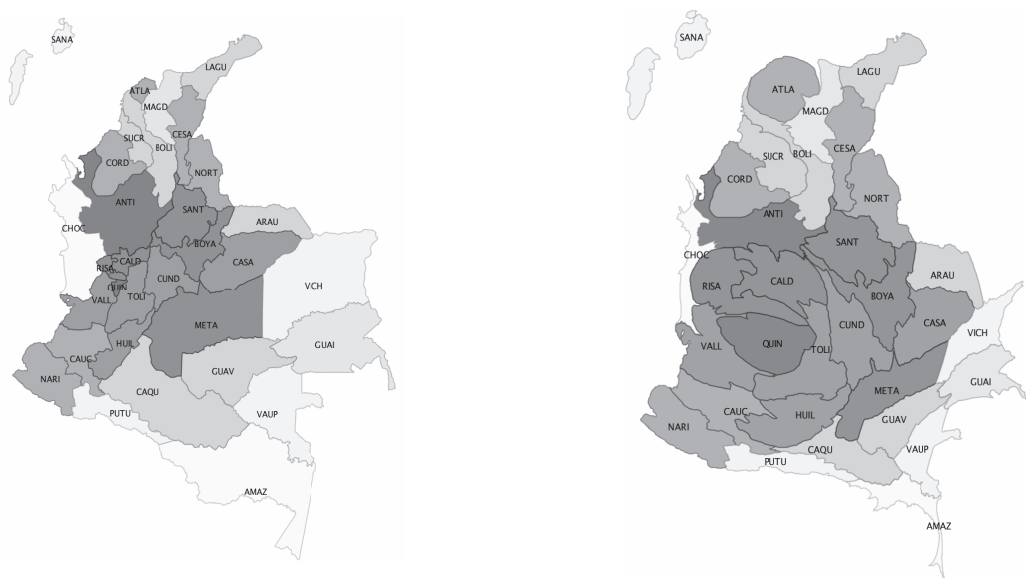 SANA
LAGU
ATLA
MAGD
CESA
SUCR
BOLI
CORD
NORT
ANTI
SANT
CHOC
ARAU
BOYA
CALD
RISA
CASA
CUND
QUIN
VALL
TOLI
VCH
META
HUIL
GUAI
CAUC
NARI
GUAV
CAQU
PUTU
VAUP
AMAZ
SANA
LAGU
ATLA
MAGD
CESA
SUCR
BOLI
CORD
NORT
ANTI
SANT
CHOC
ARAU
CALD
RISA
BOYA
CASA
CUND
VICH
QUIN
VALL
TOLI
GUAI
META
CAUC
HUIL
GUAV
NARI
CAQU
VAUP
PUTU
AMAZ